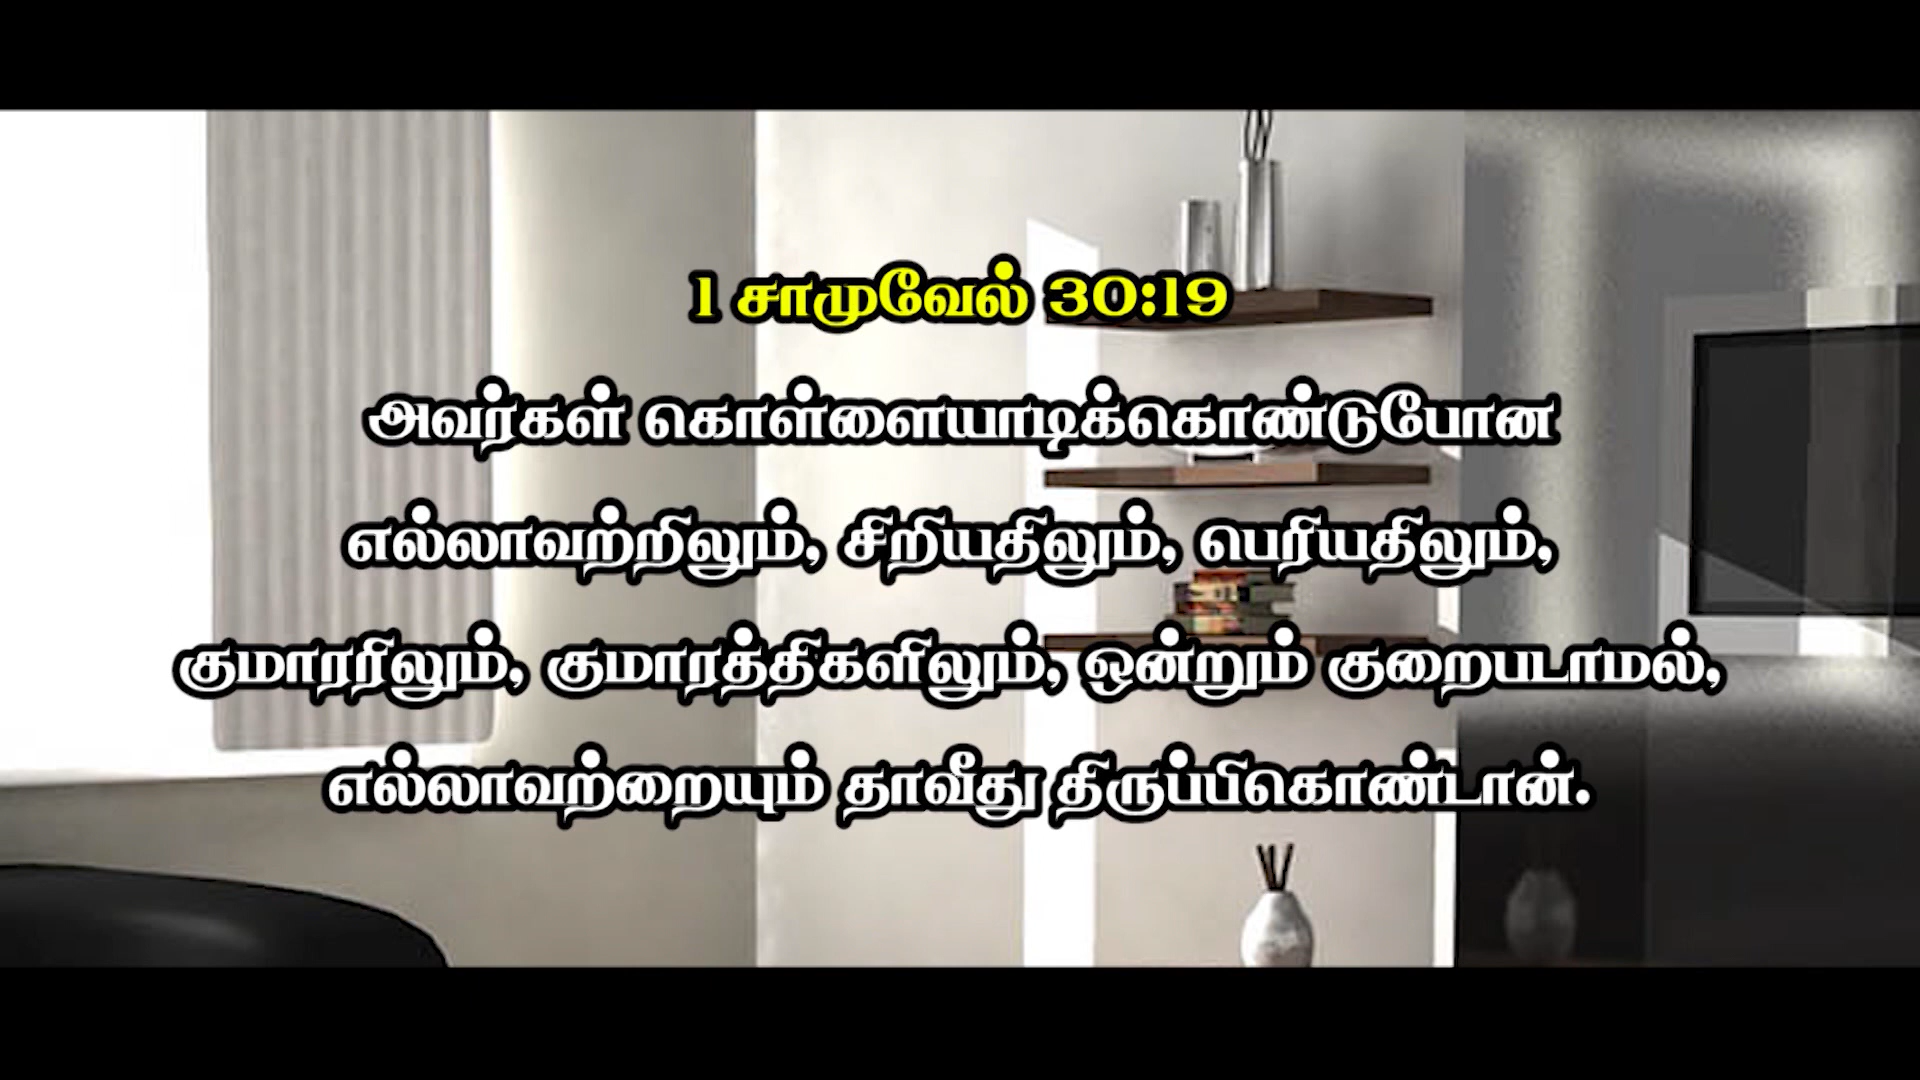 1 சாமுவேல் 30:19
அவர்கள் கொள்ளையாடிக்கொண்டுபோன
எல்லாவற்றிலும், சிறியதிலும், பெரியதிலும்,
குமாரரிலும், குமாரத்திகளிலும், ஒன்றும் குறைபடாமல்,
எல்லாவற்றையும் தாவீது திருப்பிகொண்டான்.